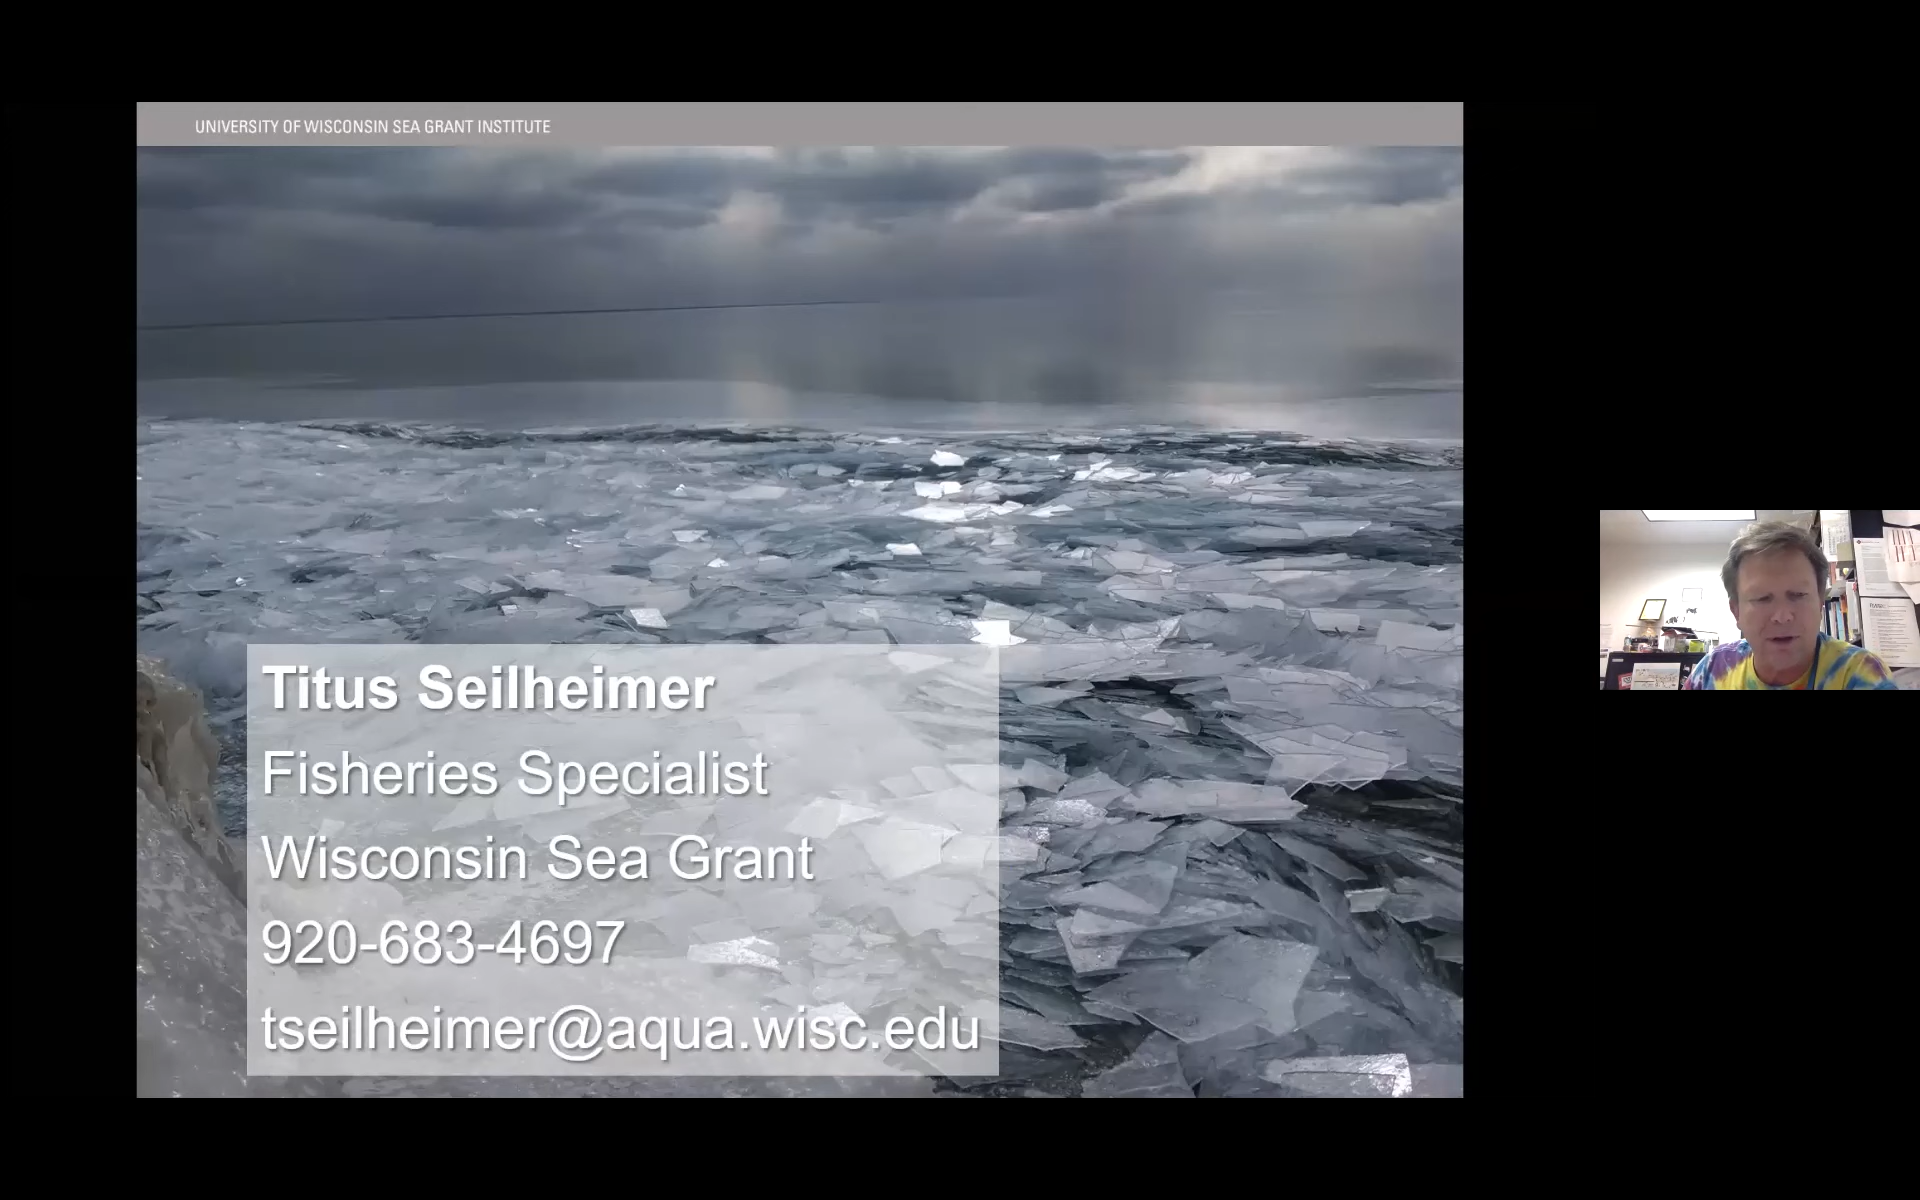 UNIVERSITY OF WISCONSIN SEA GRANT INSTITUTE
Titus Seilheimer
Fisheries Specialist
Wisconsin Sea Grant
920-683-4697
tseilheimer@aqua.wisc.edu